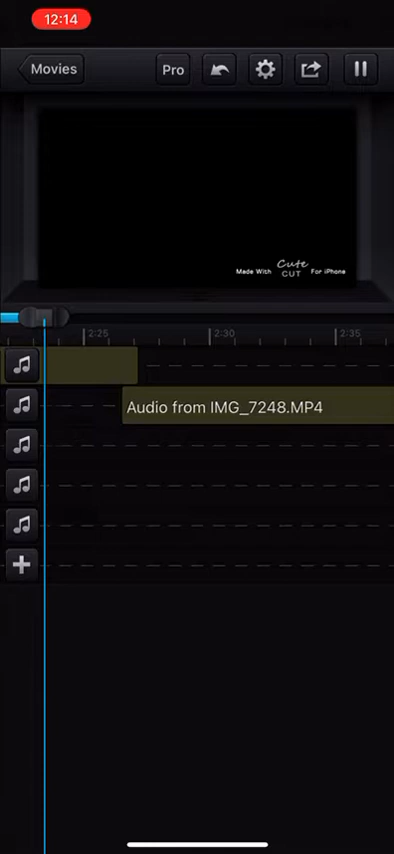 12:14
Movies
Pro
Made With Cute CUT For iPhone
2:25 2:30 2:35
Audio from IMG_7248.MP4